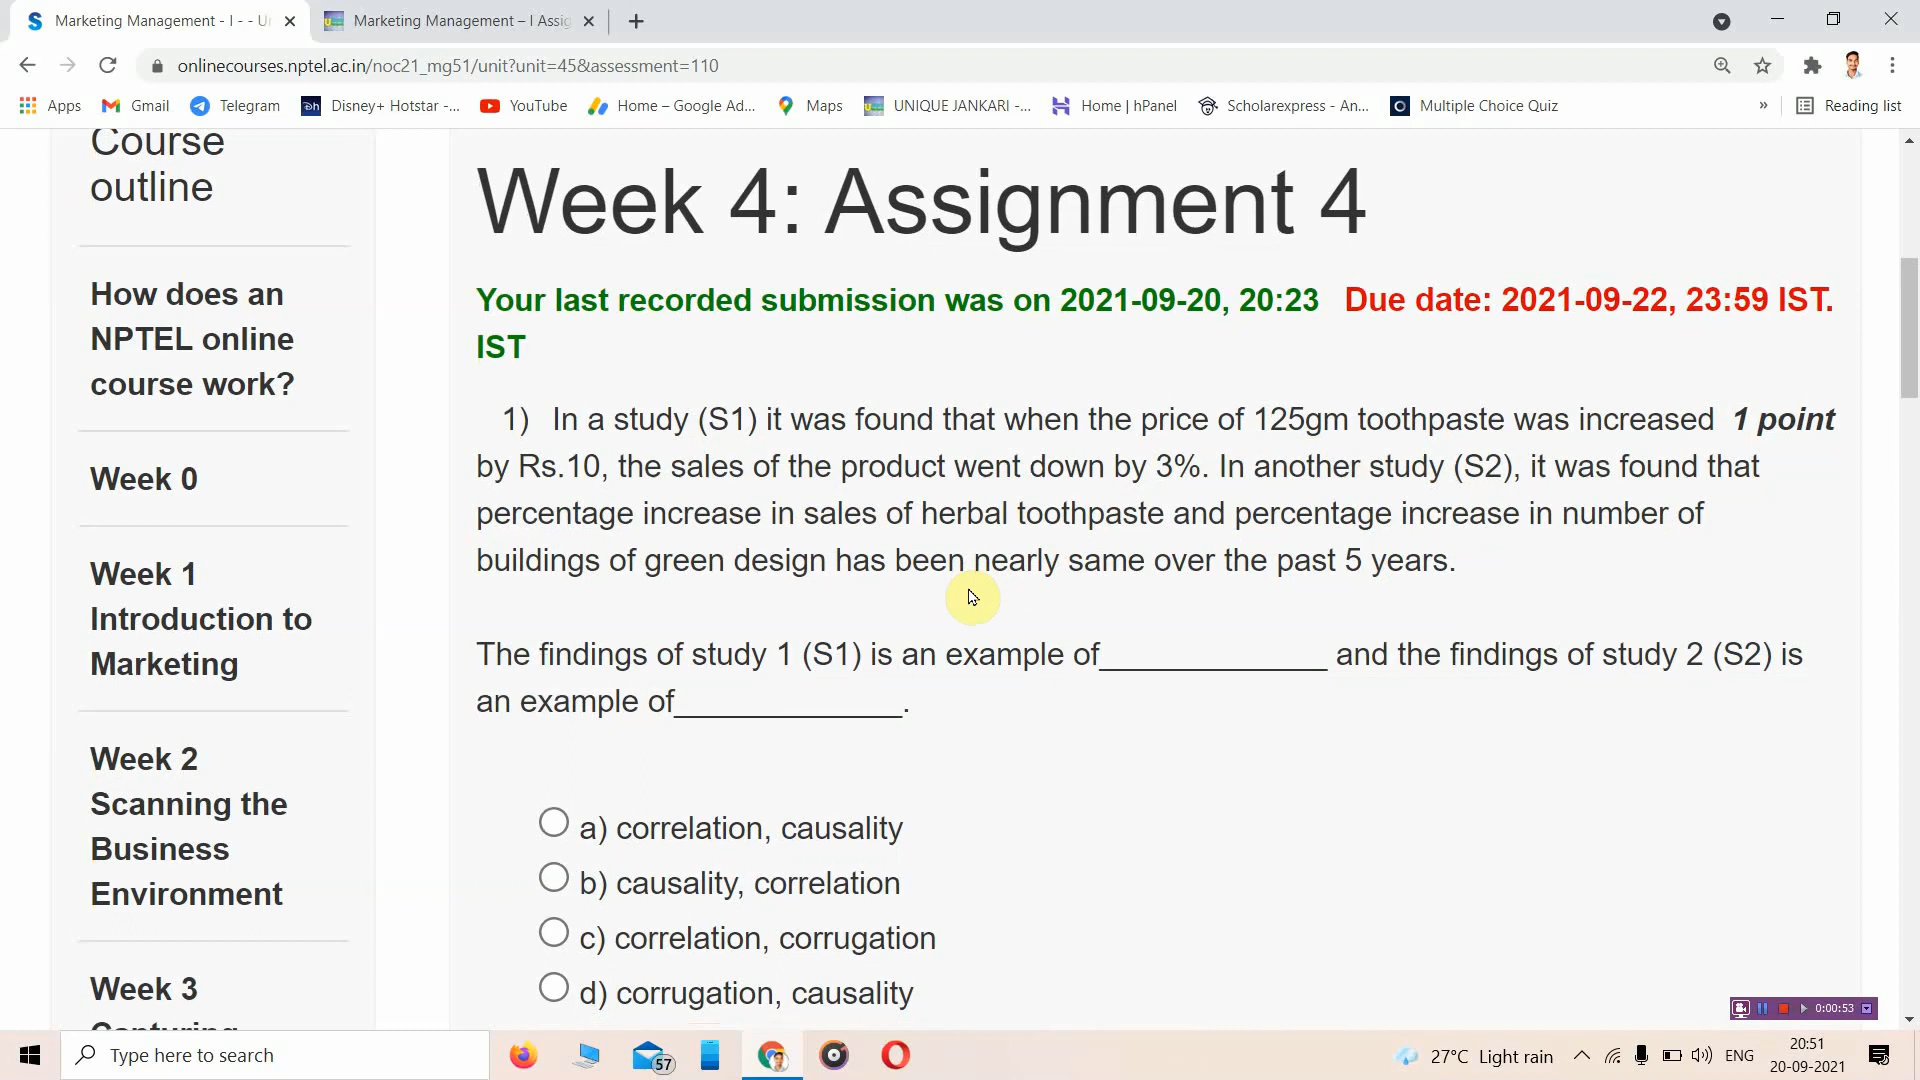 Marketing Management - I - - U
Marketing Management – I Assig
onlinecourses.nptel.ac.in/noc21_mg51/unit?unit=45&assessment=110
Apps
Gmail
Telegram
Disney+ Hotstar -...
YouTube
Home – Google Ad...
Maps
UNIQUE JANKARI -...
Home | hPanel
Scholarexpress - An...
Multiple Choice Quiz
»
Reading list
Course
outline
How does an
NPTEL online
course work?
Week 0
Week 1
Introduction to
Marketing
Week 2
Scanning the
Business
Environment
Week 3
Capturing
Week 4: Assignment 4
Your last recorded submission was on 2021-09-20, 20:23 Due date: 2021-09-22, 23:59 IST.
IST
1) In a study (S1) it was found that when the price of 125gm toothpaste was increased 1 point
by Rs.10, the sales of the product went down by 3%. In another study (S2), it was found that
percentage increase in sales of herbal toothpaste and percentage increase in number of
buildings of green design has been nearly same over the past 5 years.
The findings of study 1 (S1) is an example of_____________ and the findings of study 2 (S2) is
an example of_____________.
a) correlation, causality
b) causality, correlation
c) correlation, corrugation
d) corrugation, causality
0:00:53
Type here to search
57
27°C Light rain
ENG
20:51
20-09-2021